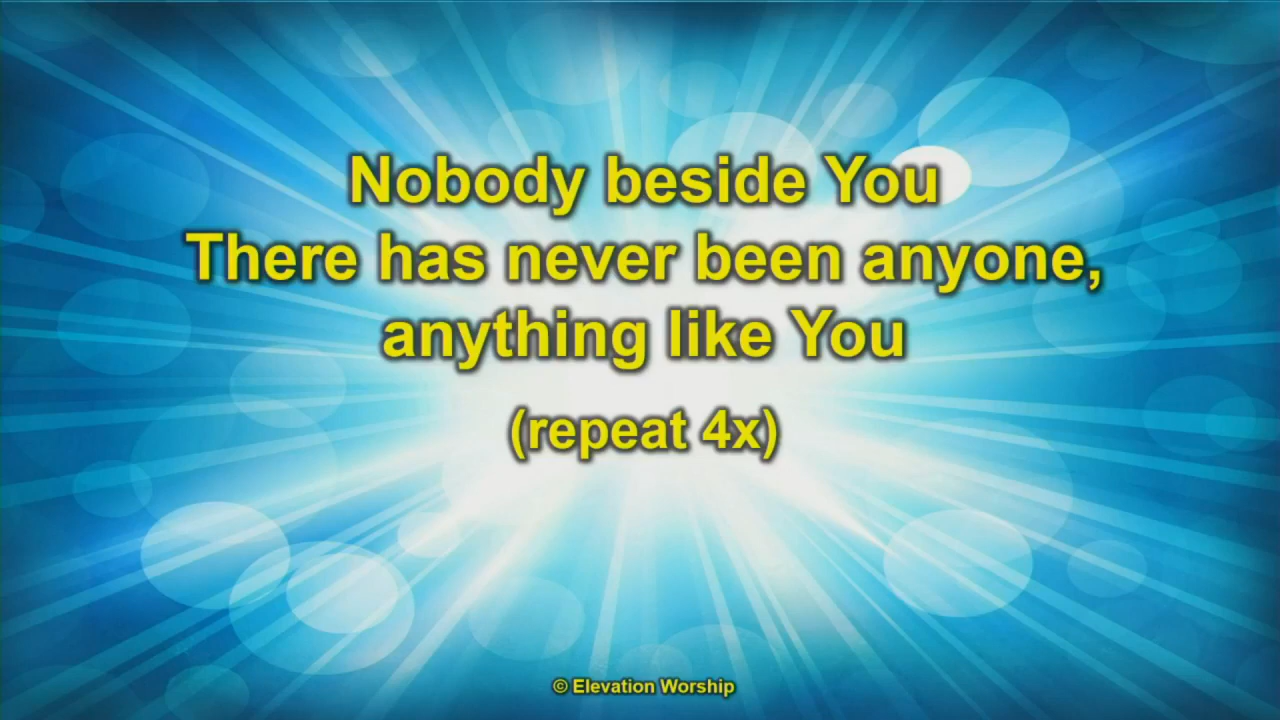 Nobody beside You
There has never been anyone,
anything like You
(repeat 4x)
© Elevation Worship